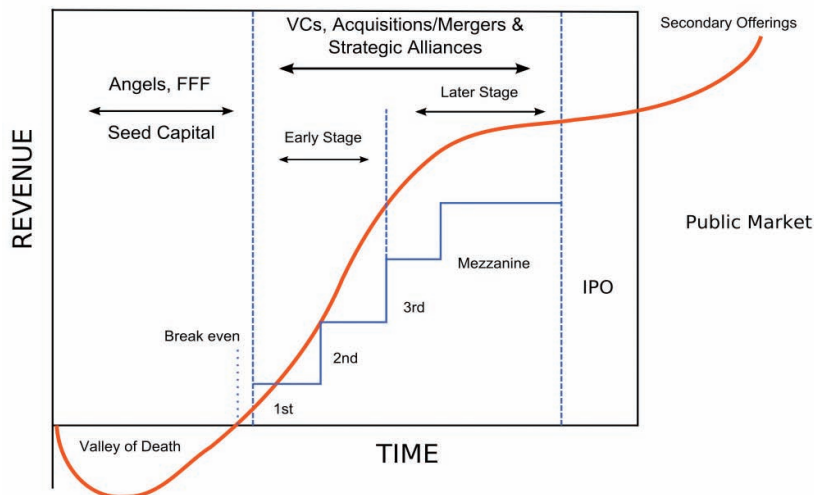 VCs, Acquisitions/Mergers &
Strategic Alliances
Secondary Offerings
Angels, FFF
Seed Capital
Later Stage
Early Stage
REVENUE
Public Market
Mezzanine
IPO
3rd
Break even
2nd
1st
Valley of Death
TIME